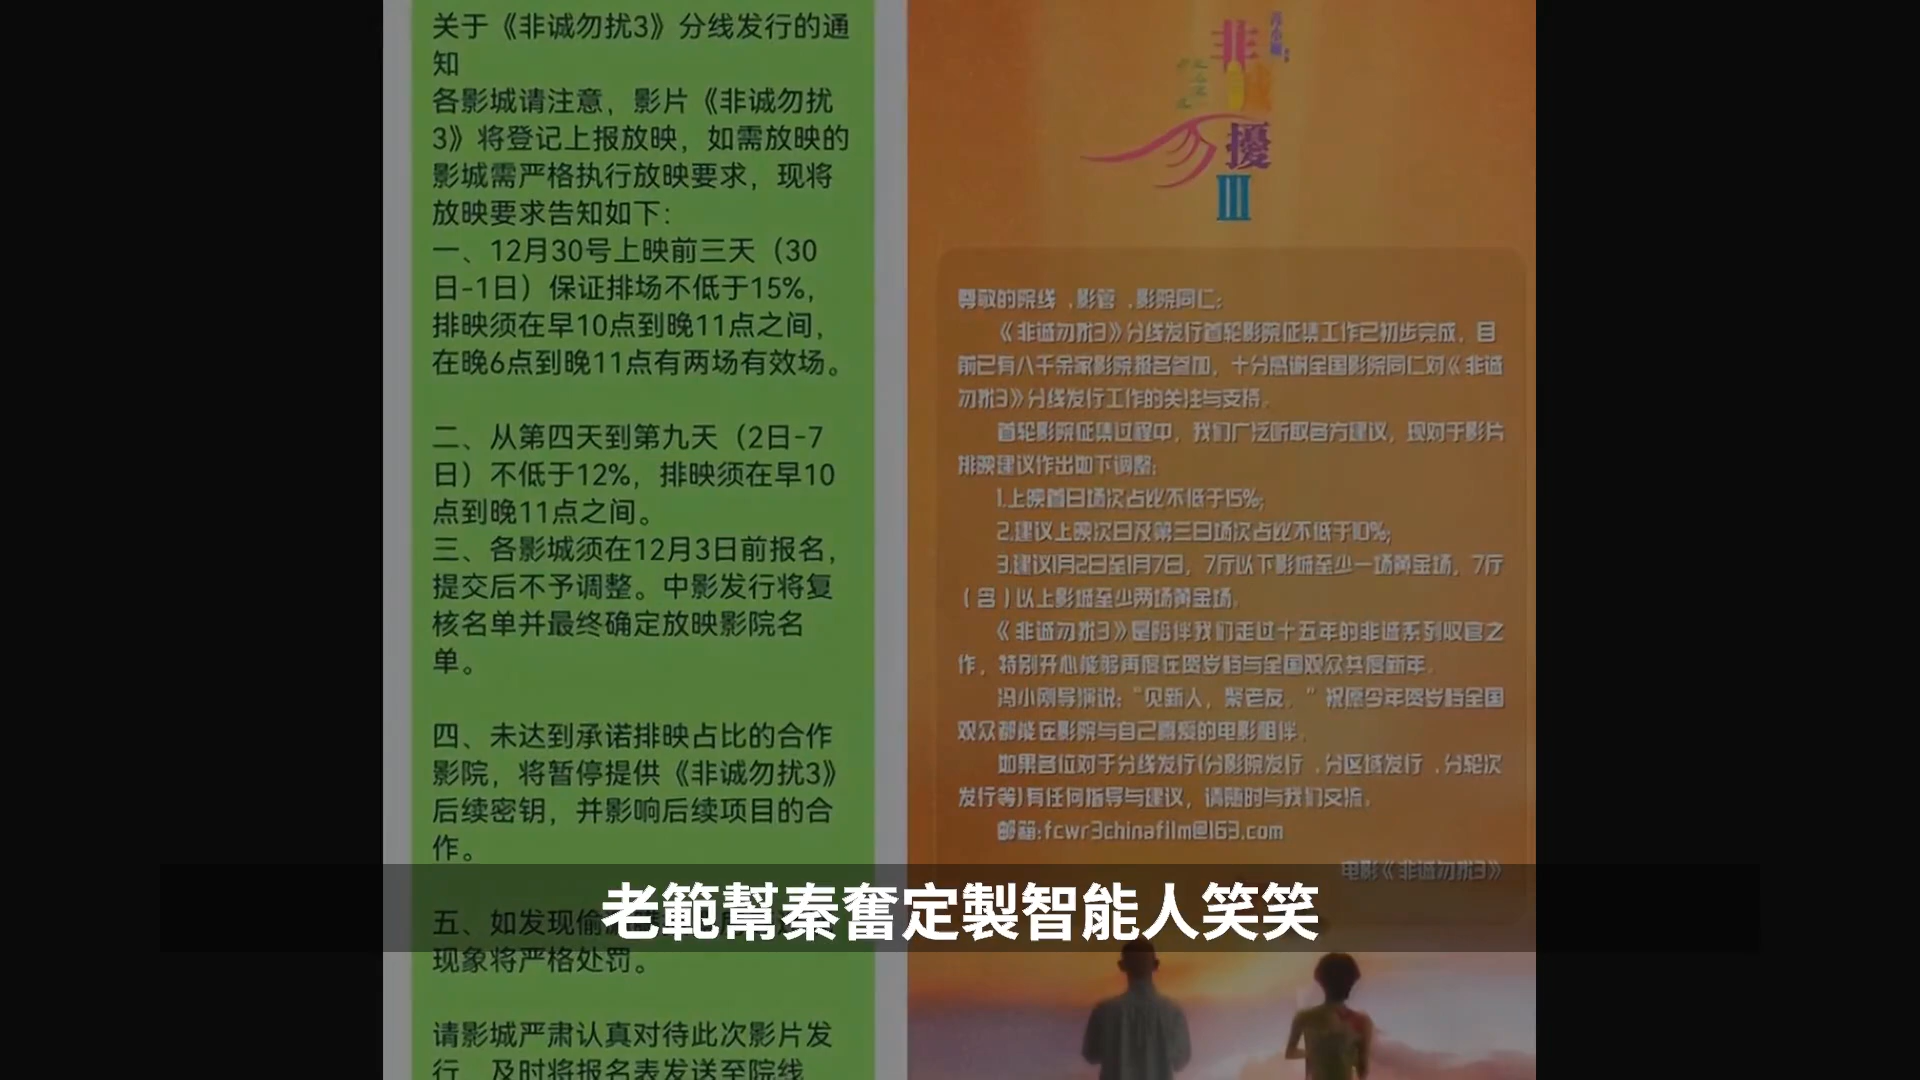 关于《非诚勿扰3》分线发行的通
知
各影城请注意，影片《非诚勿扰
3》将登记上报放映，如需放映的
影城需严格执行放映要求，现将
放映要求告知如下：
一、12月30号上映前三天（30
日-1日）保证排场不低于15%，
排映须在早10点到晚11点之间，
在晚6点到晚11点有两场有效场。
二、从第四天到第九天（2日-7
日）不低于12%，排映须在早10
点到晚11点之间。
三、各影城须在12月3日前报名，
提交后不予调整。中影发行将复
核名单并最终确定放映影院名
单。
四、未达到承诺排映占比的合作
影院，将暂停提供《非诚勿扰3》
后续密钥，并影响后续项目的合
作。
五、如发现偷
现象将严格处罚。
请影城严肃认真对待此次影片发
行，及时将报名表发送至院线
非诚
勿擾
III
尊敬的院线、影管、影院同仁：
《非诚勿扰3》分线发行首轮影院征集工作已初步完成，目
前已有八千余家影院报名参加，十分感谢全国影院同仁对《非诚
勿扰3》分线发行工作的关注与支持。
首轮影院征集过程中，我们广泛听取各方建议，现对于影片
排映建议作出如下调整：
1.上映首日场次占比不低于15%；
2.建议上映次日及第三日场次占比不低于10%；
3.建议1月2日至1月7日，7厅以下影城至少一场黄金场，7厅
（含）以上影城至少两场黄金场。
《非诚勿扰3》是陪伴我们走过十五年的非诚系列收官之
作，特别开心能够再度在贺岁档与全国观众共度新年。
冯小刚导演说：“见新人，聚老友。”祝愿今年贺岁档全国
观众都能在影院与自己喜爱的电影相伴。
如果各位对于分线发行（分影院发行、分区域发行、分轮次
发行等）有任何指导与建议，请随时与我们交流。
邮箱：fcwr3chinafilm@163.com
电影《非诚勿扰3》
老範幫秦奮定製智能人笑笑